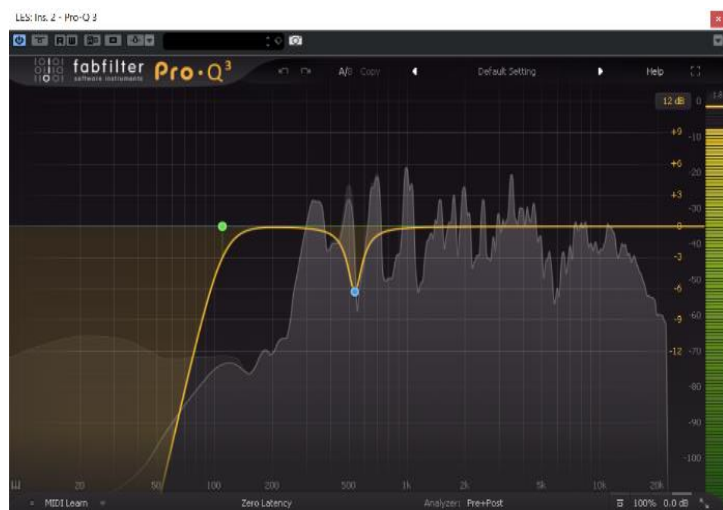 LES: Ins. 2 - Pro-Q 3
fabfilter Pro·Q 3
software instruments
A/B Copy
Default Setting
Help
12 dB 0
+9 -10
+6 -20
+3 -30
0
-3 -50
-6
-9 -60
-12 -70
-80
-90
-100
20 50 100 200 500 1k 2k 5k 10k 20k
MIDI Learn
Zero Latency
Analyzer: Pre+Post
100% 0.0 dB